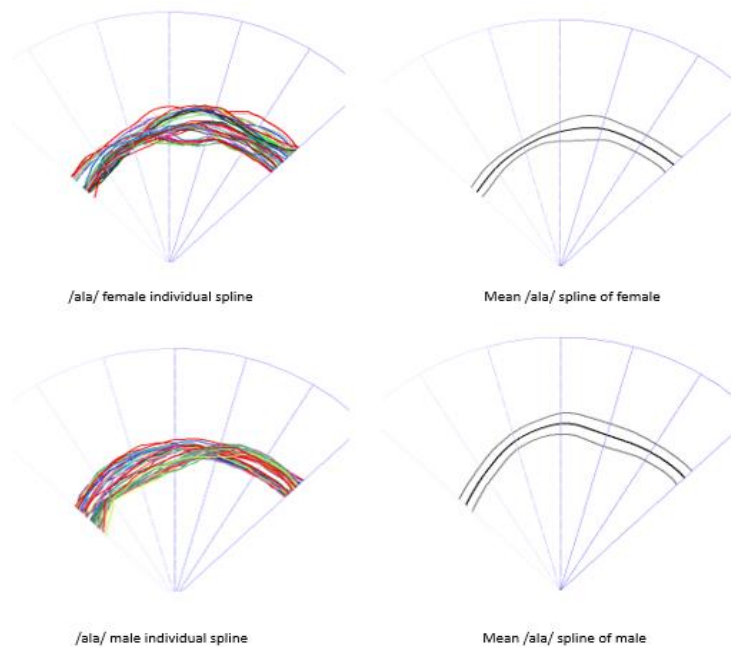 /ala/ female individual spline
Mean /ala/ spline of female
/ala/ male individual spline
Mean /ala/ spline of male